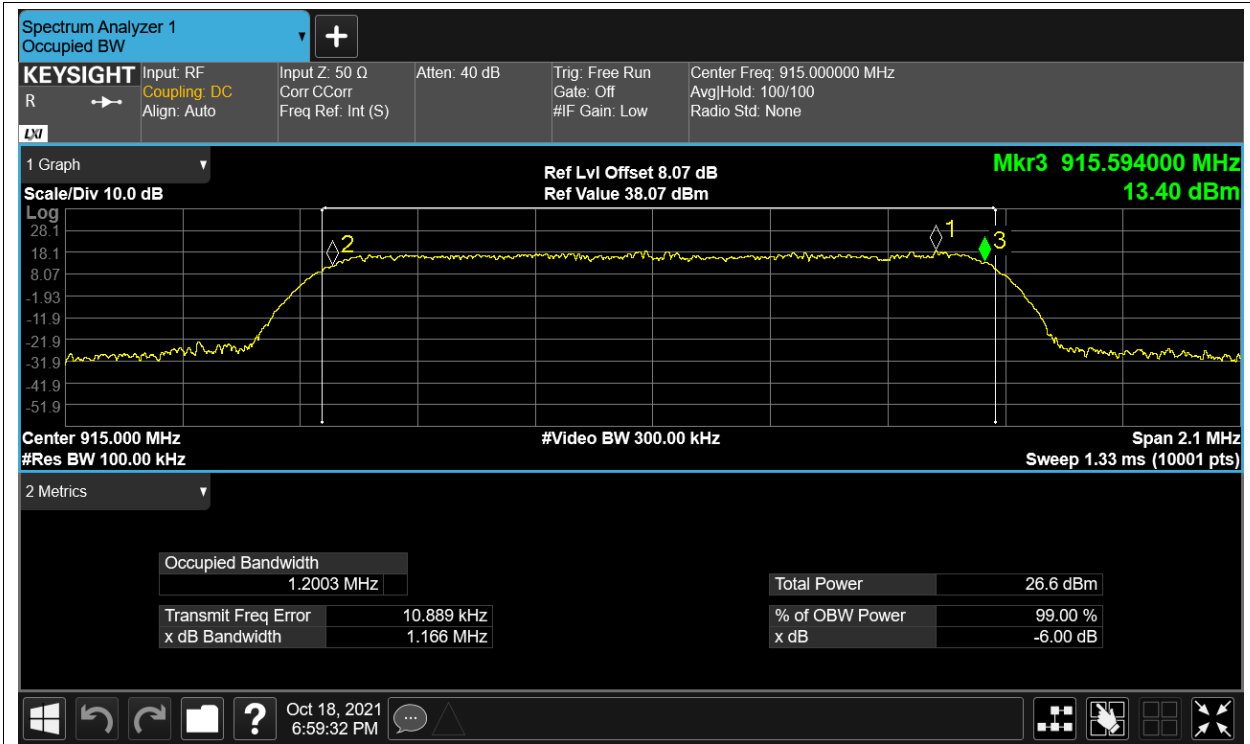 Spectrum Analyzer 1
Occupied BW
▼
+
KEYSIGHT
R
LXI
Input: RF
Coupling: DC
Align: Auto
Input Z: 50 Ω
Corr CCorr
Freq Ref: Int (S)
Atten: 40 dB
Trig: Free Run
Gate: Off
#IF Gain: Low
Center Freq: 915.000000 MHz
Avg|Hold: 100/100
Radio Std: None
1 Graph ▼
Scale/Div 10.0 dB
Ref Lvl Offset 8.07 dB
Ref Value 38.07 dBm
Mkr3 915.594000 MHz
13.40 dBm
Log
28.1
18.1
8.07
-1.93
-11.9
-21.9
-31.9
-41.9
-51.9
2
1
3
Center 915.000 MHz
#Res BW 100.00 kHz
#Video BW 300.00 kHz
Span 2.1 MHz
Sweep 1.33 ms (10001 pts)
2 Metrics ▼
Occupied Bandwidth
1.2003 MHz
Transmit Freq Error 10.889 kHz
x dB Bandwidth 1.166 MHz
Total Power 26.6 dBm
% of OBW Power 99.00 %
x dB -6.00 dB
?
Oct 18, 2021
6:59:32 PM
...